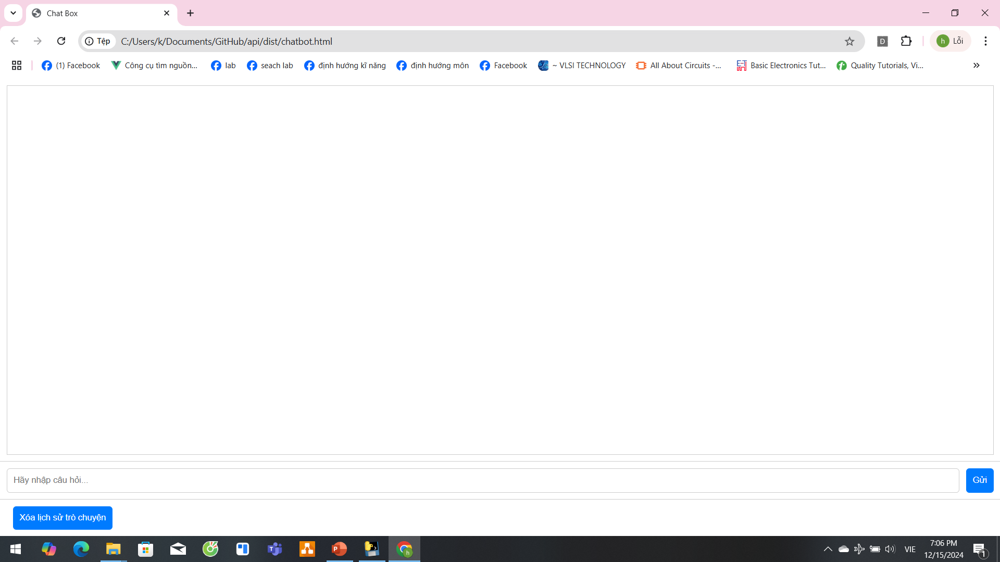 Chat Box
Tệp C:/Users/k/Documents/GitHub/api/dist/chatbot.html D h Lỗi
(1) Facebook Công cụ tìm nguồn... lab seach lab định hướng kĩ năng định hướng môn Facebook ~ VLSI TECHNOLOGY All About Circuits -... Basic Electronics Tut... Quality Tutorials, Vi...
Hãy nhập câu hỏi... Gửi
Xóa lịch sử trò chuyện
VIE 7:06 PM
12/15/2024 1